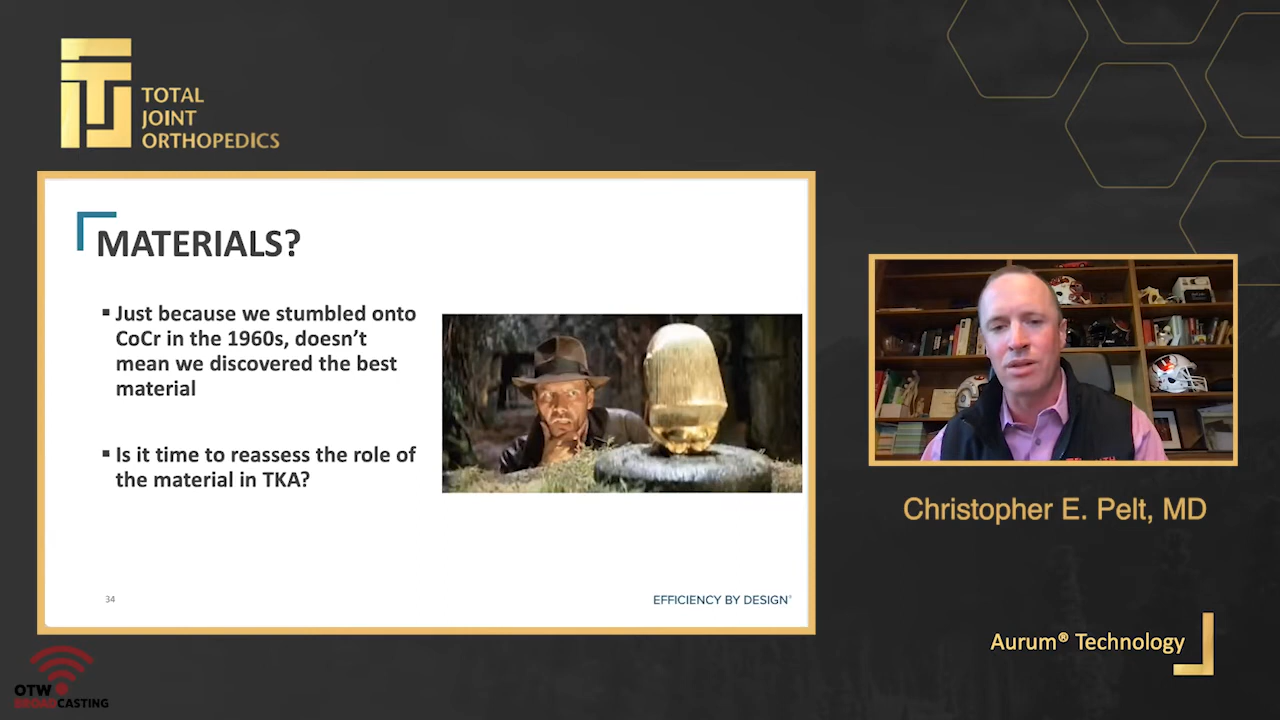 TOTAL
JOINT
ORTHOPEDICS
MATERIALS?
▪ Just because we stumbled onto
CoCr in the 1960s, doesn't
mean we discovered the best
material
▪ Is it time to reassess the role of
the material in TKA?
34
EFFICIENCY BY DESIGN®
Christopher E. Pelt, MD
Aurum® Technology
OTW
BROADCASTING